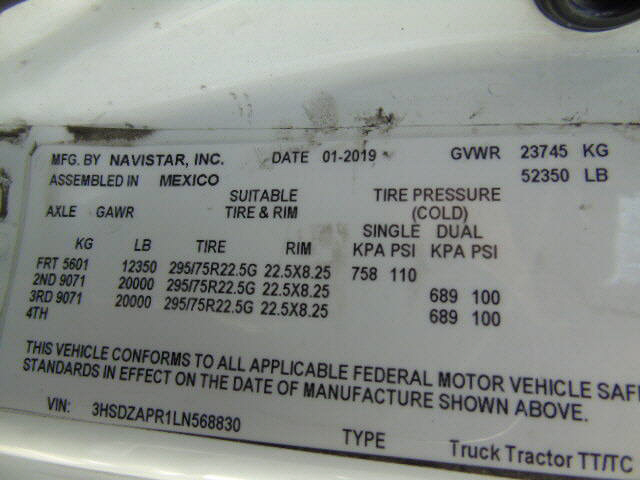 MFG. BY NAVISTAR, INC. DATE 01-2019 GVWR 23745 KG
ASSEMBLED IN MEXICO 52350 LB
SUITABLE TIRE PRESSURE
AXLE GAWR TIRE & RIM (COLD)
SINGLE DUAL
KG LB TIRE RIM KPA PSI KPA PSI
FRT 5601 12350 295/75R22.5G 22.5X8.25 758 110
2ND 9071 20000 295/75R22.5G 22.5X8.25 689 100
3RD 9071 20000 295/75R22.5G 22.5X8.25 689 100
4TH
THIS VEHICLE CONFORMS TO ALL APPLICABLE FEDERAL MOTOR VEHICLE SAF
STANDARDS IN EFFECT ON THE DATE OF MANUFACTURE SHOWN ABOVE.
VIN: 3HSDZAPR1LN568830 TYPE Truck Tractor TT/TC